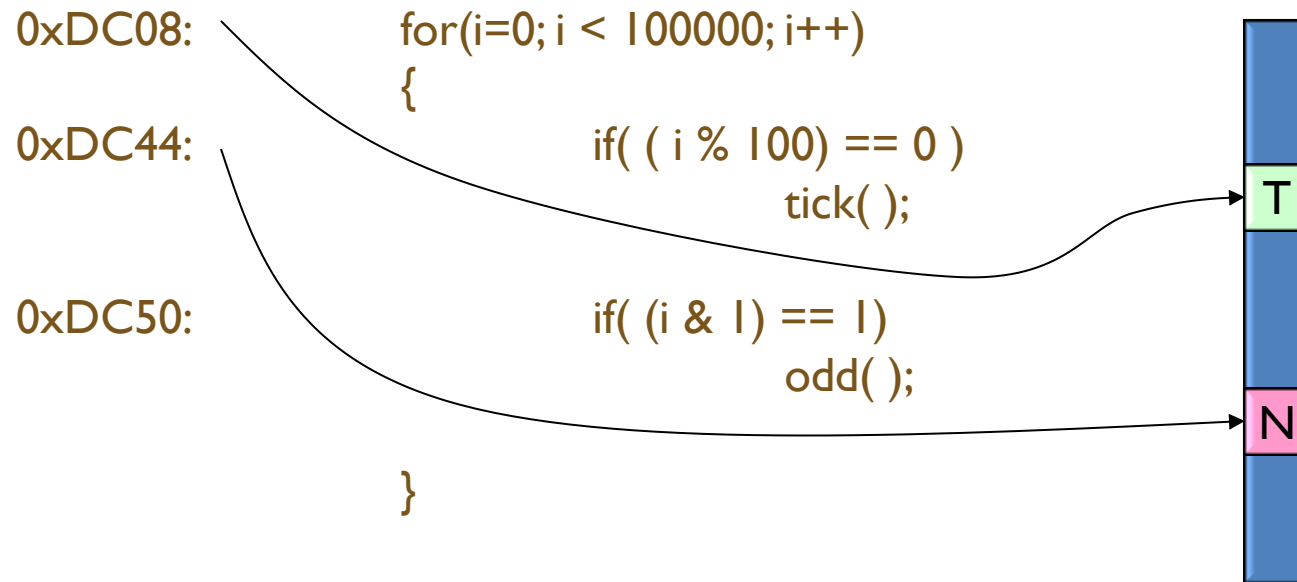 0xDC08: for(i=0; i < 100000; i++)
{
0xDC44: if( ( i % 100) == 0 )
tick( );
T
0xDC50: if( (i & 1) == 1)
odd( );
N
}